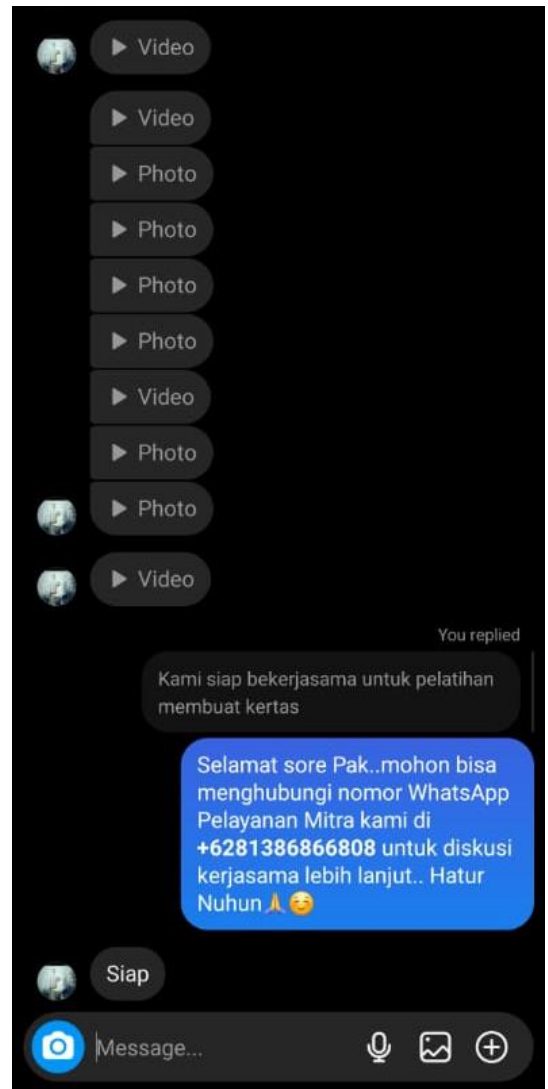 Video
Video
Photo
Photo
Photo
Photo
Video
Photo
Photo
Video
You replied
Kami siap bekerjasama untuk pelatihan
membuat kertas
Selamat sore Pak..mohon bisa
menghubungi nomor WhatsApp
Pelayanan Mitra kami di
+6281386866808 untuk diskusi
kerjasama lebih lanjut.. Hatur
Nuhun🙏☺️
Siap
Message...